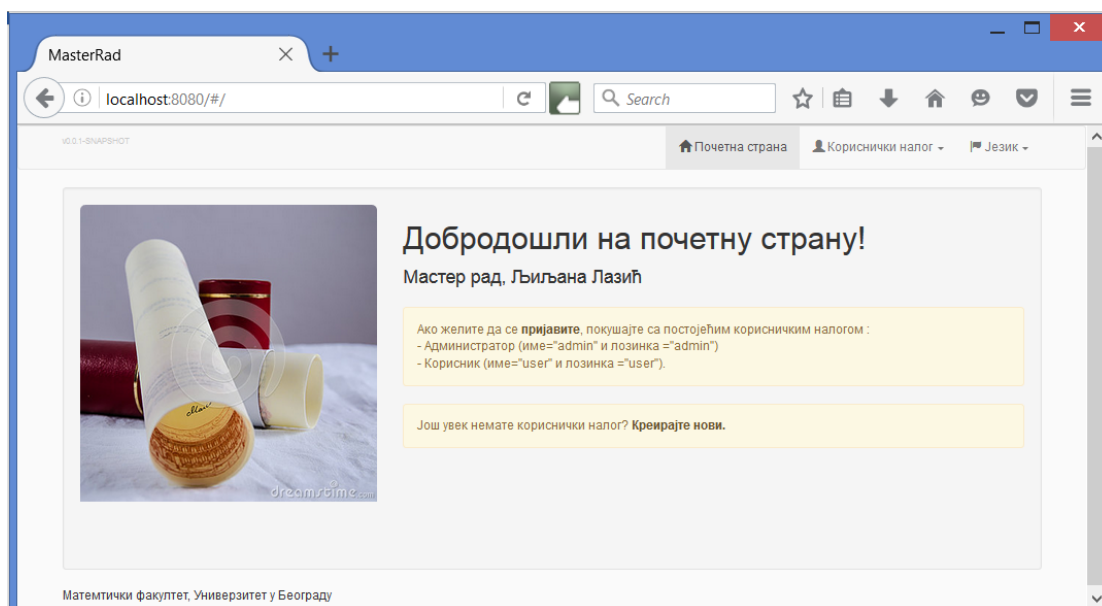 MasterRad
localhost:8080/#/
Search
v0.0.1-SNAPSHOT
Почетна страна
Кориснички налог
Језик
Добродошли на почетну страну!
Мастер рад, Љиљана Лазић
Ако желите да се пријавите, покушајте са постојећим корисничким налогом :
- Администратор (име="admin" и лозинка ="admin")
- Корисник (име="user" и лозинка ="user").
Још увек немате кориснички налог? Креирајте нови.
dreamstime.com
Матемтички факултет, Универзитет у Београду